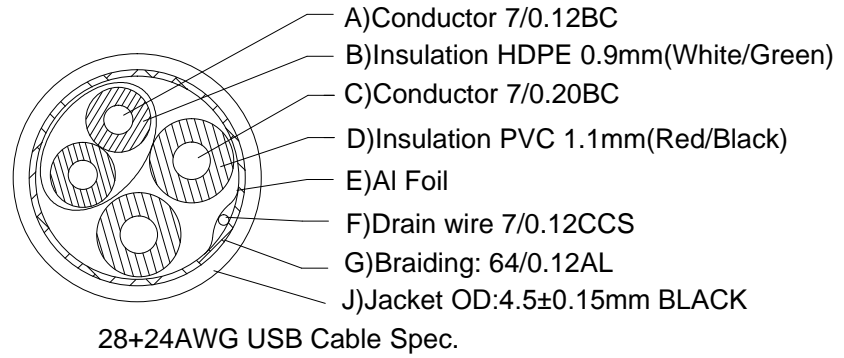 A)Conductor 7/0.12BC
B)Insulation HDPE 0.9mm(White/Green)
C)Conductor 7/0.20BC
D)Insulation PVC 1.1mm(Red/Black)
E)Al Foil
F)Drain wire 7/0.12CCS
G)Braiding: 64/0.12AL
J)Jacket OD:4.5±0.15mm BLACK
28+24AWG USB Cable Spec.